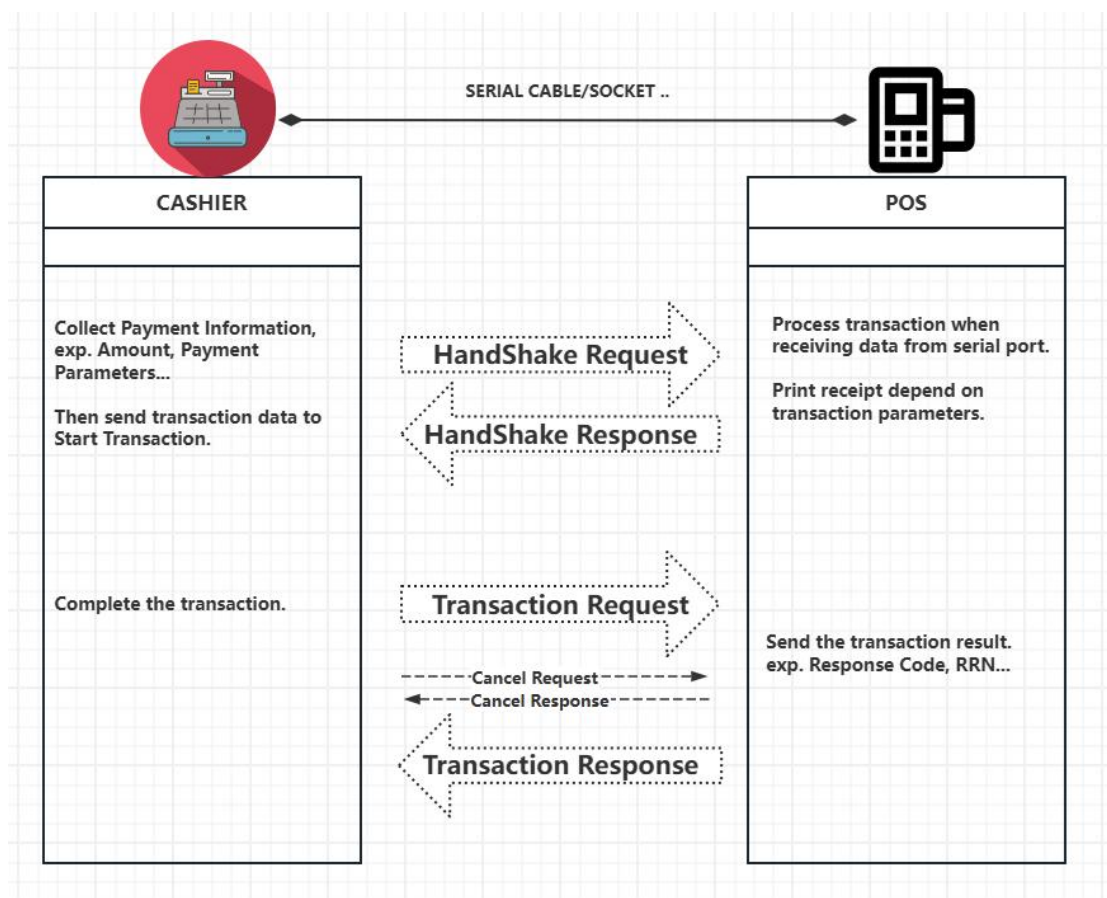 SERIAL CABLE/SOCKET ..
CASHIER
POS
Collect Payment Information,
exp. Amount, Payment
Parameters...
Then send transaction data to
Start Transaction.
HandShake Request
HandShake Response
Process transaction when
receiving data from serial port.
Print receipt depend on
transaction parameters.
Complete the transaction.
Transaction Request
Cancel Request
Cancel Response
Transaction Response
Send the transaction result.
exp. Response Code, RRN...